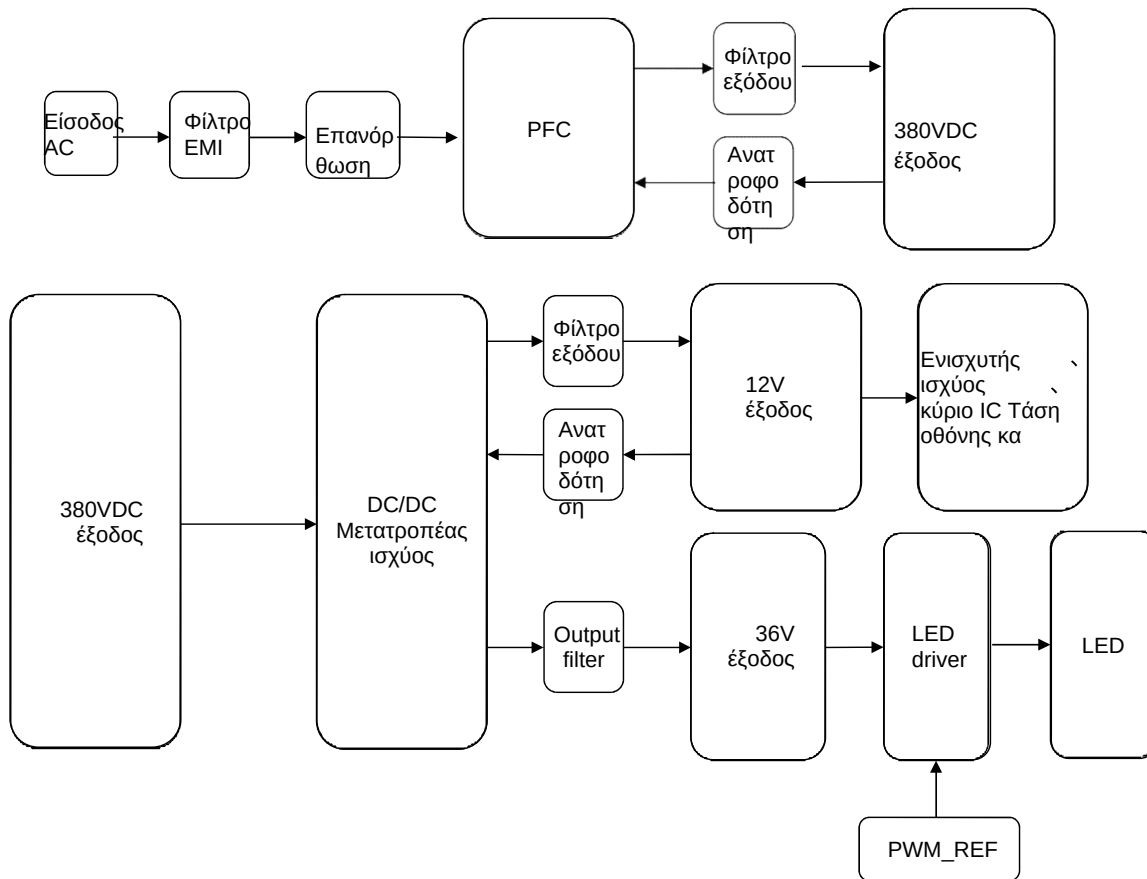 Είσοδος
AC
Φίλτρο
EMI
Επανόρ
θωση
PFC
Φίλτρο
εξόδου
Ανατ
ροφο
δότη
ση
380VDC
έξοδος
380VDC
έξοδος
DC/DC
Μετατροπέας
ισχύος
Φίλτρο
εξόδου
Ανατ
ροφο
δότη
ση
12V
έξοδος
Ενισχυτής 、
ισχύος 、
κύριο IC Τάση
οθόνης κα
Output
filter
36V
έξοδος
LED
driver
LED
PWM_REF